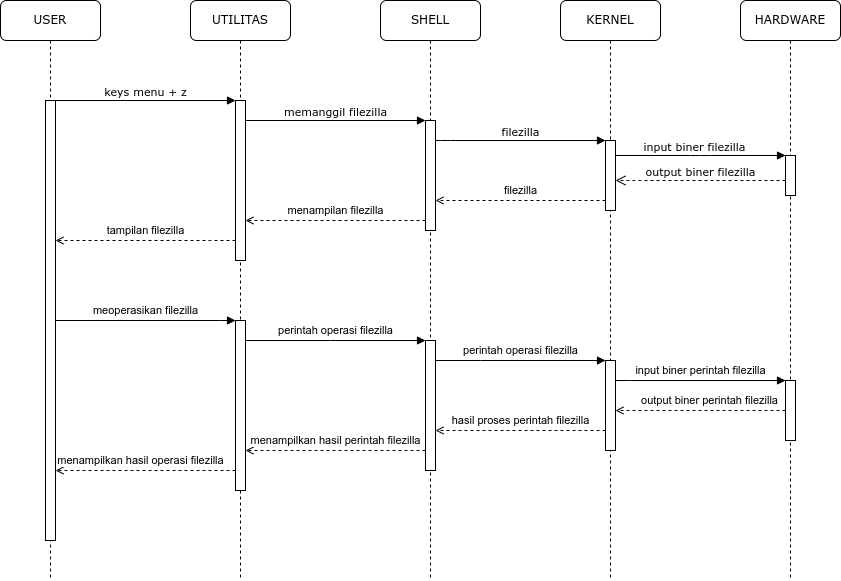 USER
UTILITAS
SHELL
KERNEL
HARDWARE
keys menu + z
memanggil filezilla
filezilla
input biner filezilla
output biner filezilla
filezilla
menampilan filezilla
tampilan filezilla
meoperasikan filezilla
perintah operasi filezilla
perintah operasi filezilla
input biner perintah filezilla
output biner perintah filezilla
hasil proses perintah filezilla
menampilkan hasil perintah filezilla
menampilkan hasil operasi filezilla